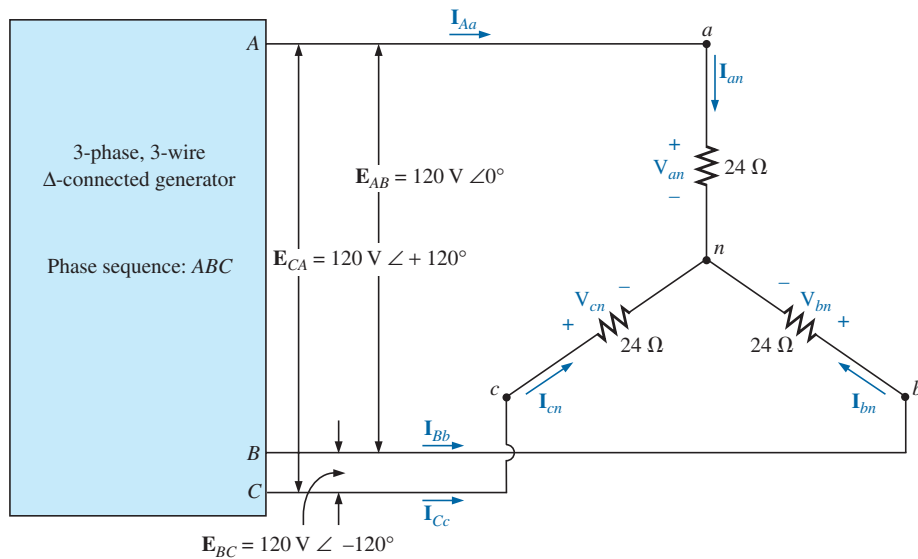 I_Aa
a
A
I_an
3-phase, 3-wire
Δ-connected generator
+
V_an
24 Ω
−
E_AB = 120 V ∠0°
Phase sequence: ABC
E_CA = 120 V ∠ + 120°
n
−
V_cn
+
24 Ω
−
V_bn
+
24 Ω
c
I_cn
b
I_bn
I_Bb
B
C
I_Cc
E_BC = 120 V ∠ −120°